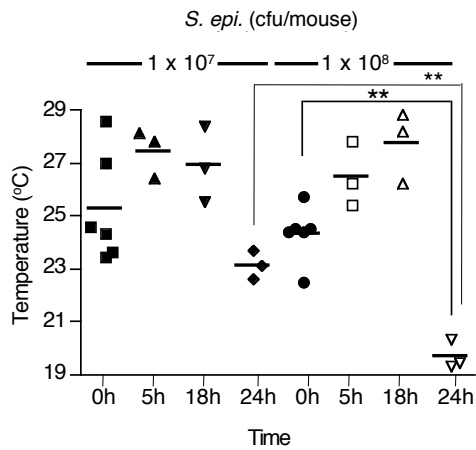 S. epi. (cfu/mouse)
1 x 10⁷ 1 x 10⁸
**
**
29
27
25
23
21
19
Temperature (ºC)
0h 5h 18h 24h 0h 5h 18h 24h
Time